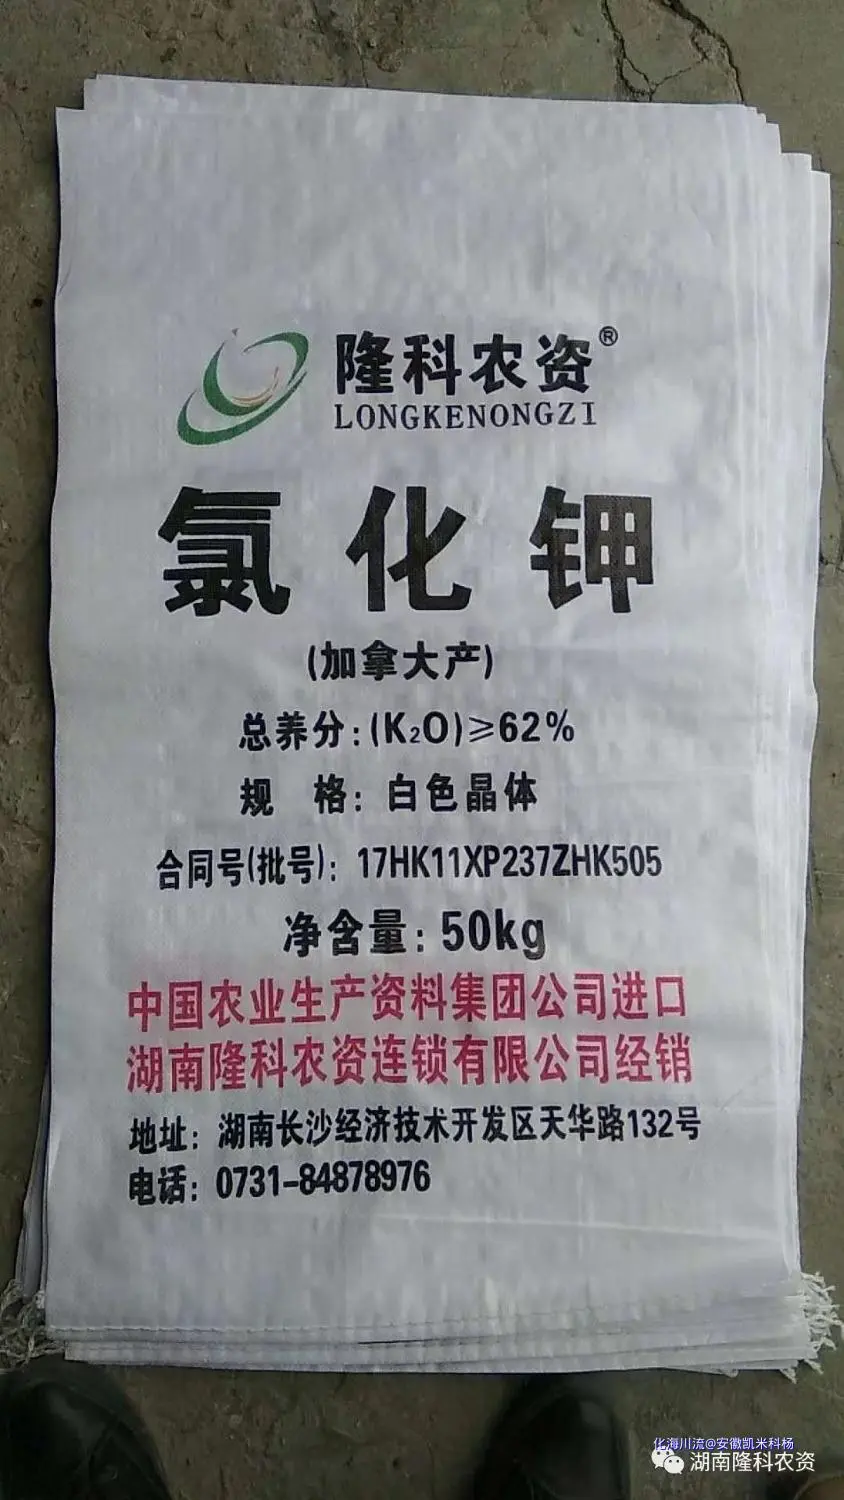 隆科农资®
LONGKENONGZI
氯化钾
(加拿大产)
总养分:(K₂O)≥62%
规 格: 白色晶体
合同号(批号): 17HK11XP237ZHK505
净含量: 50kg
中国农业生产资料集团公司进口
湖南隆科农资连锁有限公司经销
地址: 湖南长沙经济技术开发区天华路132号
电话: 0731-84878976
化海川流@安徽凯米科杨
湖南隆科农资